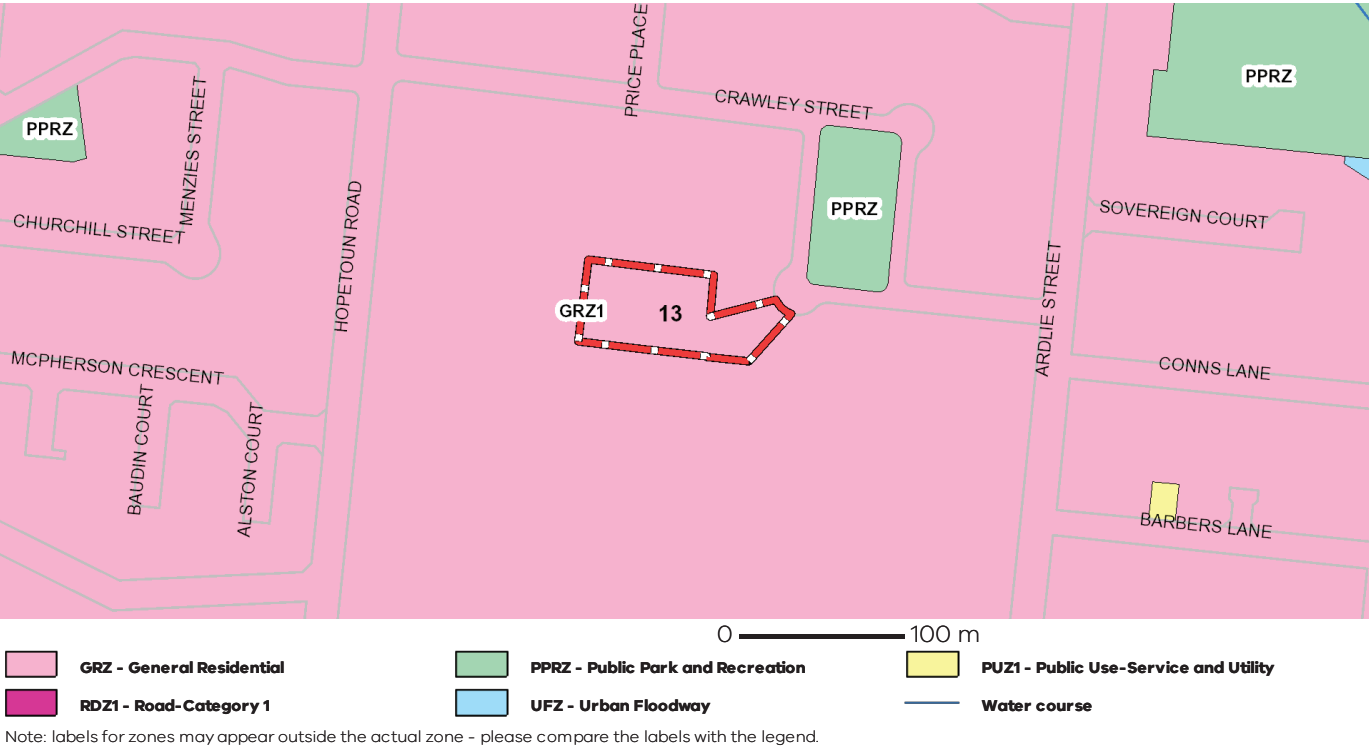 PRICE PLACE
PPRZ
CRAWLEY STREET
PPRZ
MENZIES STREET
PPRZ
SOVEREIGN COURT
CHURCHILL STREET
HOPETOUN ROAD
ARDLIE STREET
GRZ1
13
MCPHERSON CRESCENT
CONNS LANE
BAUDIN COURT
ALSTON COURT
BARBERS LANE
0 100 m
GRZ - General Residential
PPRZ - Public Park and Recreation
PUZ1 - Public Use-Service and Utility
RDZ1 - Road-Category 1
UFZ - Urban Floodway
Water course
Note: labels for zones may appear outside the actual zone - please compare the labels with the legend.